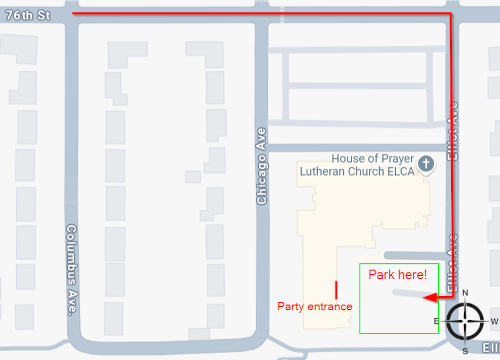 76th St
Elliot Ave
House of Prayer
Lutheran Church ELCA
Chicago Ave
Columbus Ave.
Elliot Ave
Park here!
Party entrance
N
E
W
S
Elli